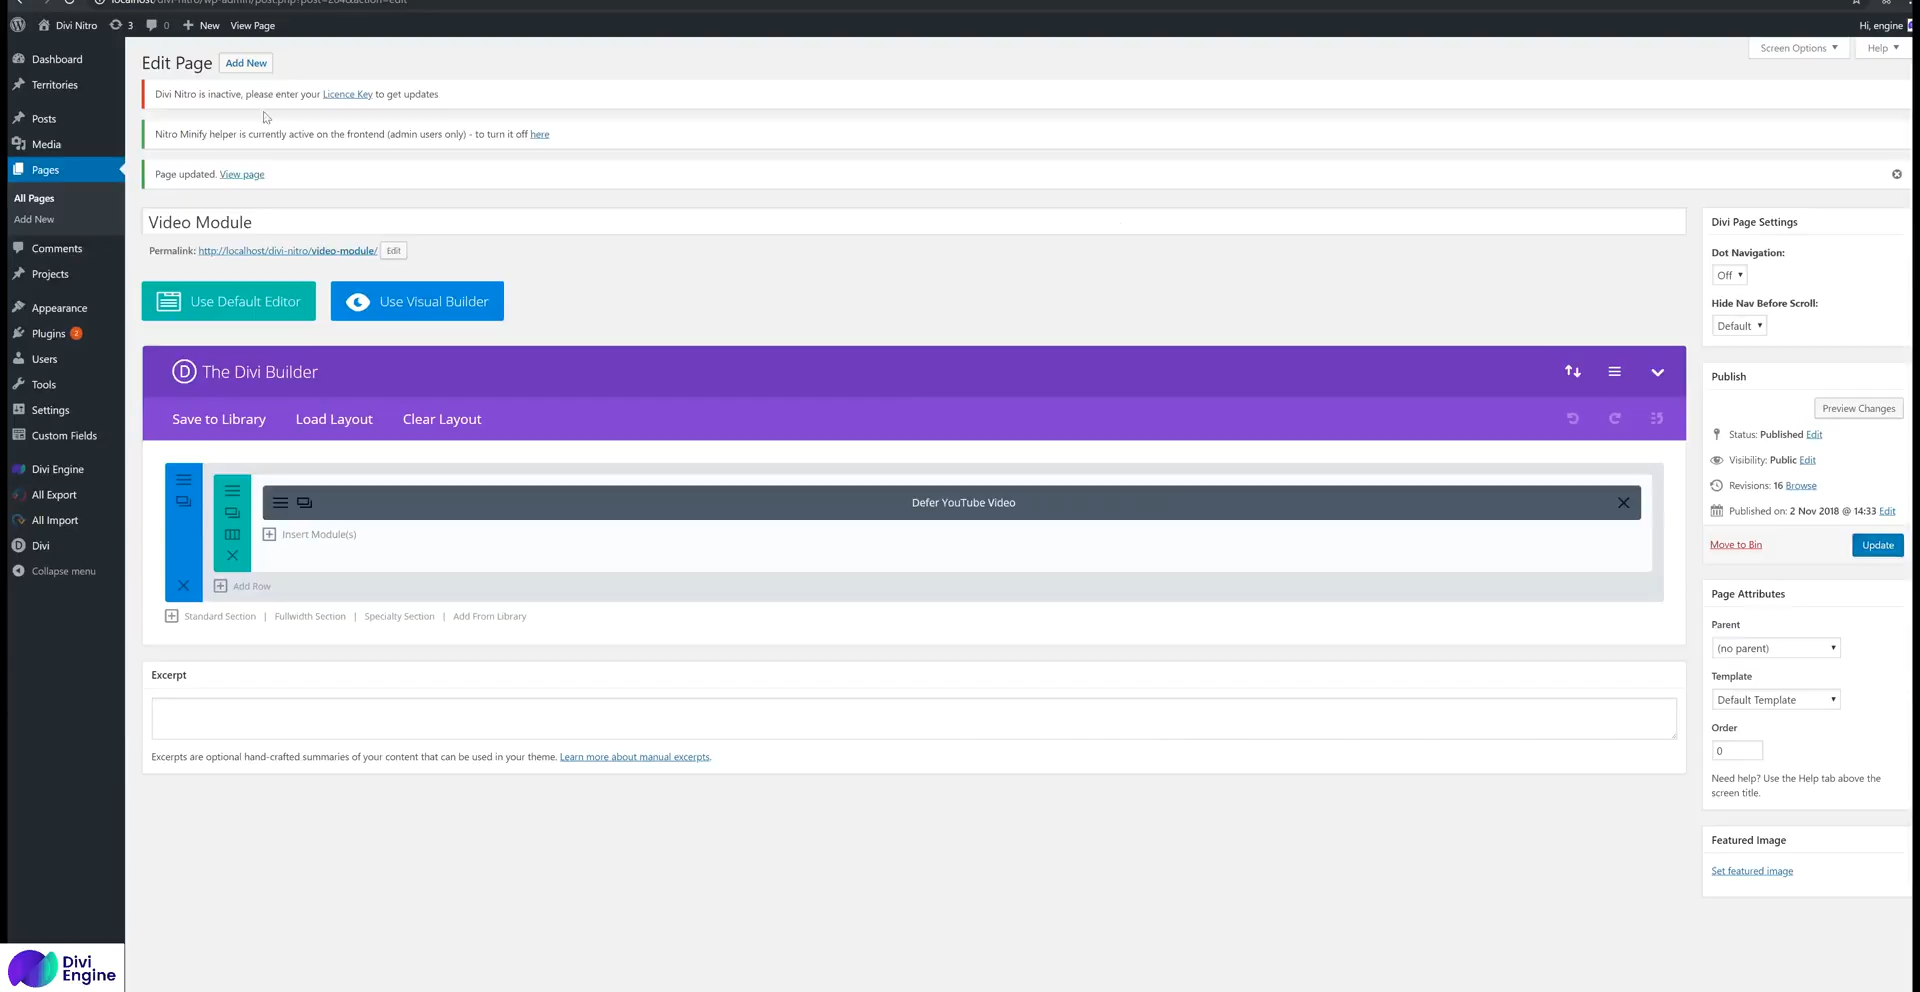 Divi Nitro
3
0
New
View Page
Hi, engine
Dashboard
Territories
Posts
Media
Pages
All Pages
Add New
Comments
Projects
Appearance
Plugins 2
Users
Tools
Settings
Custom Fields
Divi Engine
All Export
All Import
Divi
Collapse menu
Divi
Engine
Edit Page
Add New
Screen Options
Help
Divi Nitro is inactive, please enter your Licence Key to get updates
Nitro Minify helper is currently active on the frontend (admin users only) - to turn it off here
Page updated. View page
Video Module
Permalink: http://localhost/divi-nitro/video-module/ Edit
Use Default Editor
Use Visual Builder
The Divi Builder
Save to Library
Load Layout
Clear Layout
Defer YouTube Video
Insert Module(s)
Add Row
Standard Section | Fullwidth Section | Specialty Section | Add From Library
Excerpt
Excerpts are optional hand-crafted summaries of your content that can be used in your theme. Learn more about manual excerpts.
Divi Page Settings
Dot Navigation:
Off
Hide Nav Before Scroll:
Default
Publish
Preview Changes
Status: Published Edit
Visibility: Public Edit
Revisions: 16 Browse
Published on: 2 Nov 2018 @ 14:33 Edit
Move to Bin
Update
Page Attributes
Parent
(no parent)
Template
Default Template
Order
0
Need help? Use the Help tab above the
screen title.
Featured Image
Set featured image